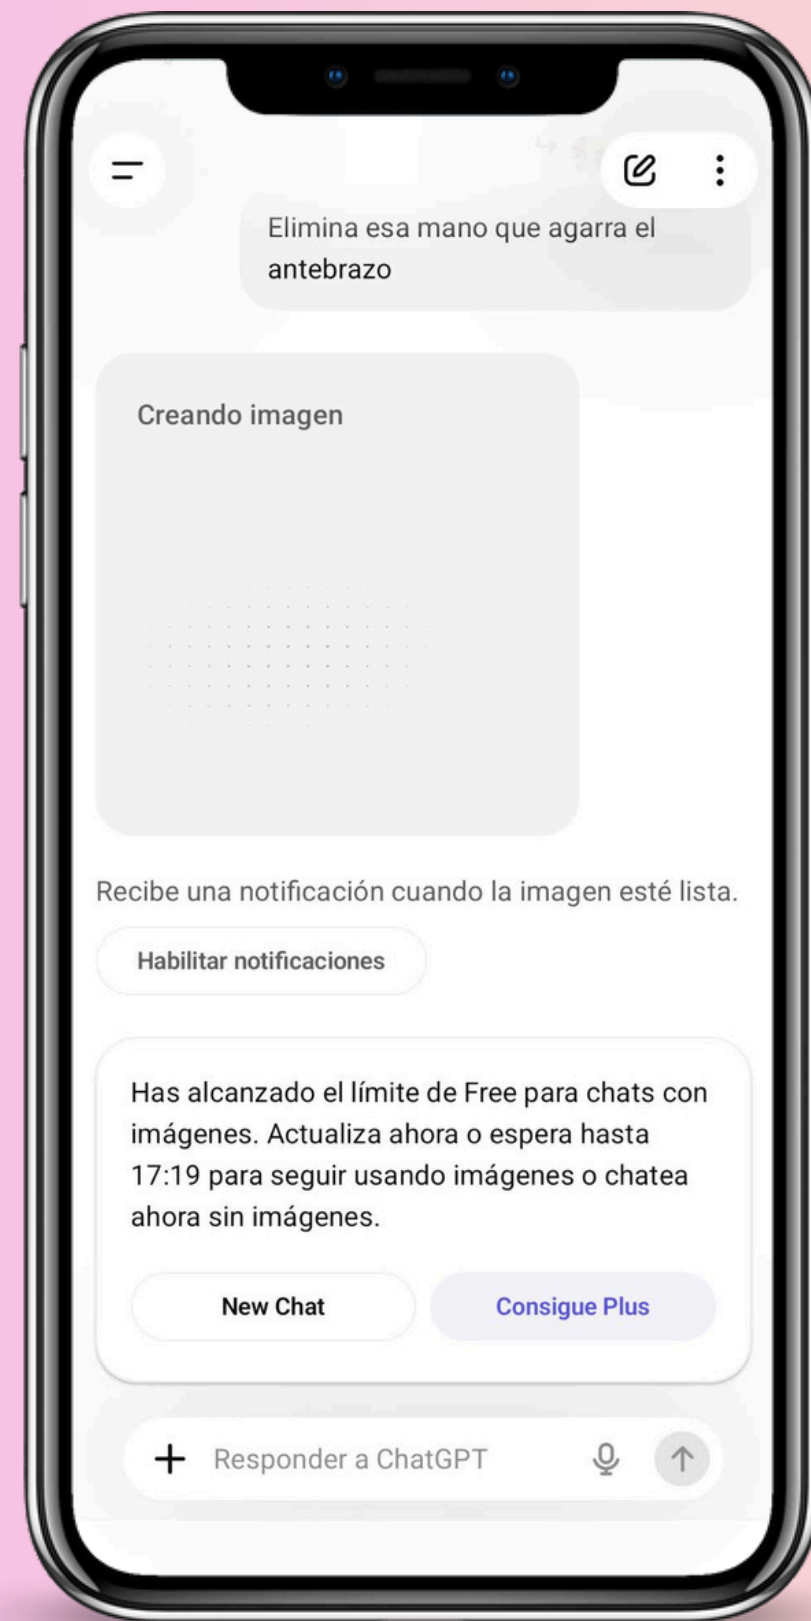 Elimina esa mano que agarra el
antebrazo
Creando imagen
Recibe una notificación cuando la imagen esté lista.
Habilitar notificaciones
Has alcanzado el límite de Free para chats con
imágenes. Actualiza ahora o espera hasta
17:19 para seguir usando imágenes o chatea
ahora sin imágenes.
New Chat
Consigue Plus
Responder a ChatGPT